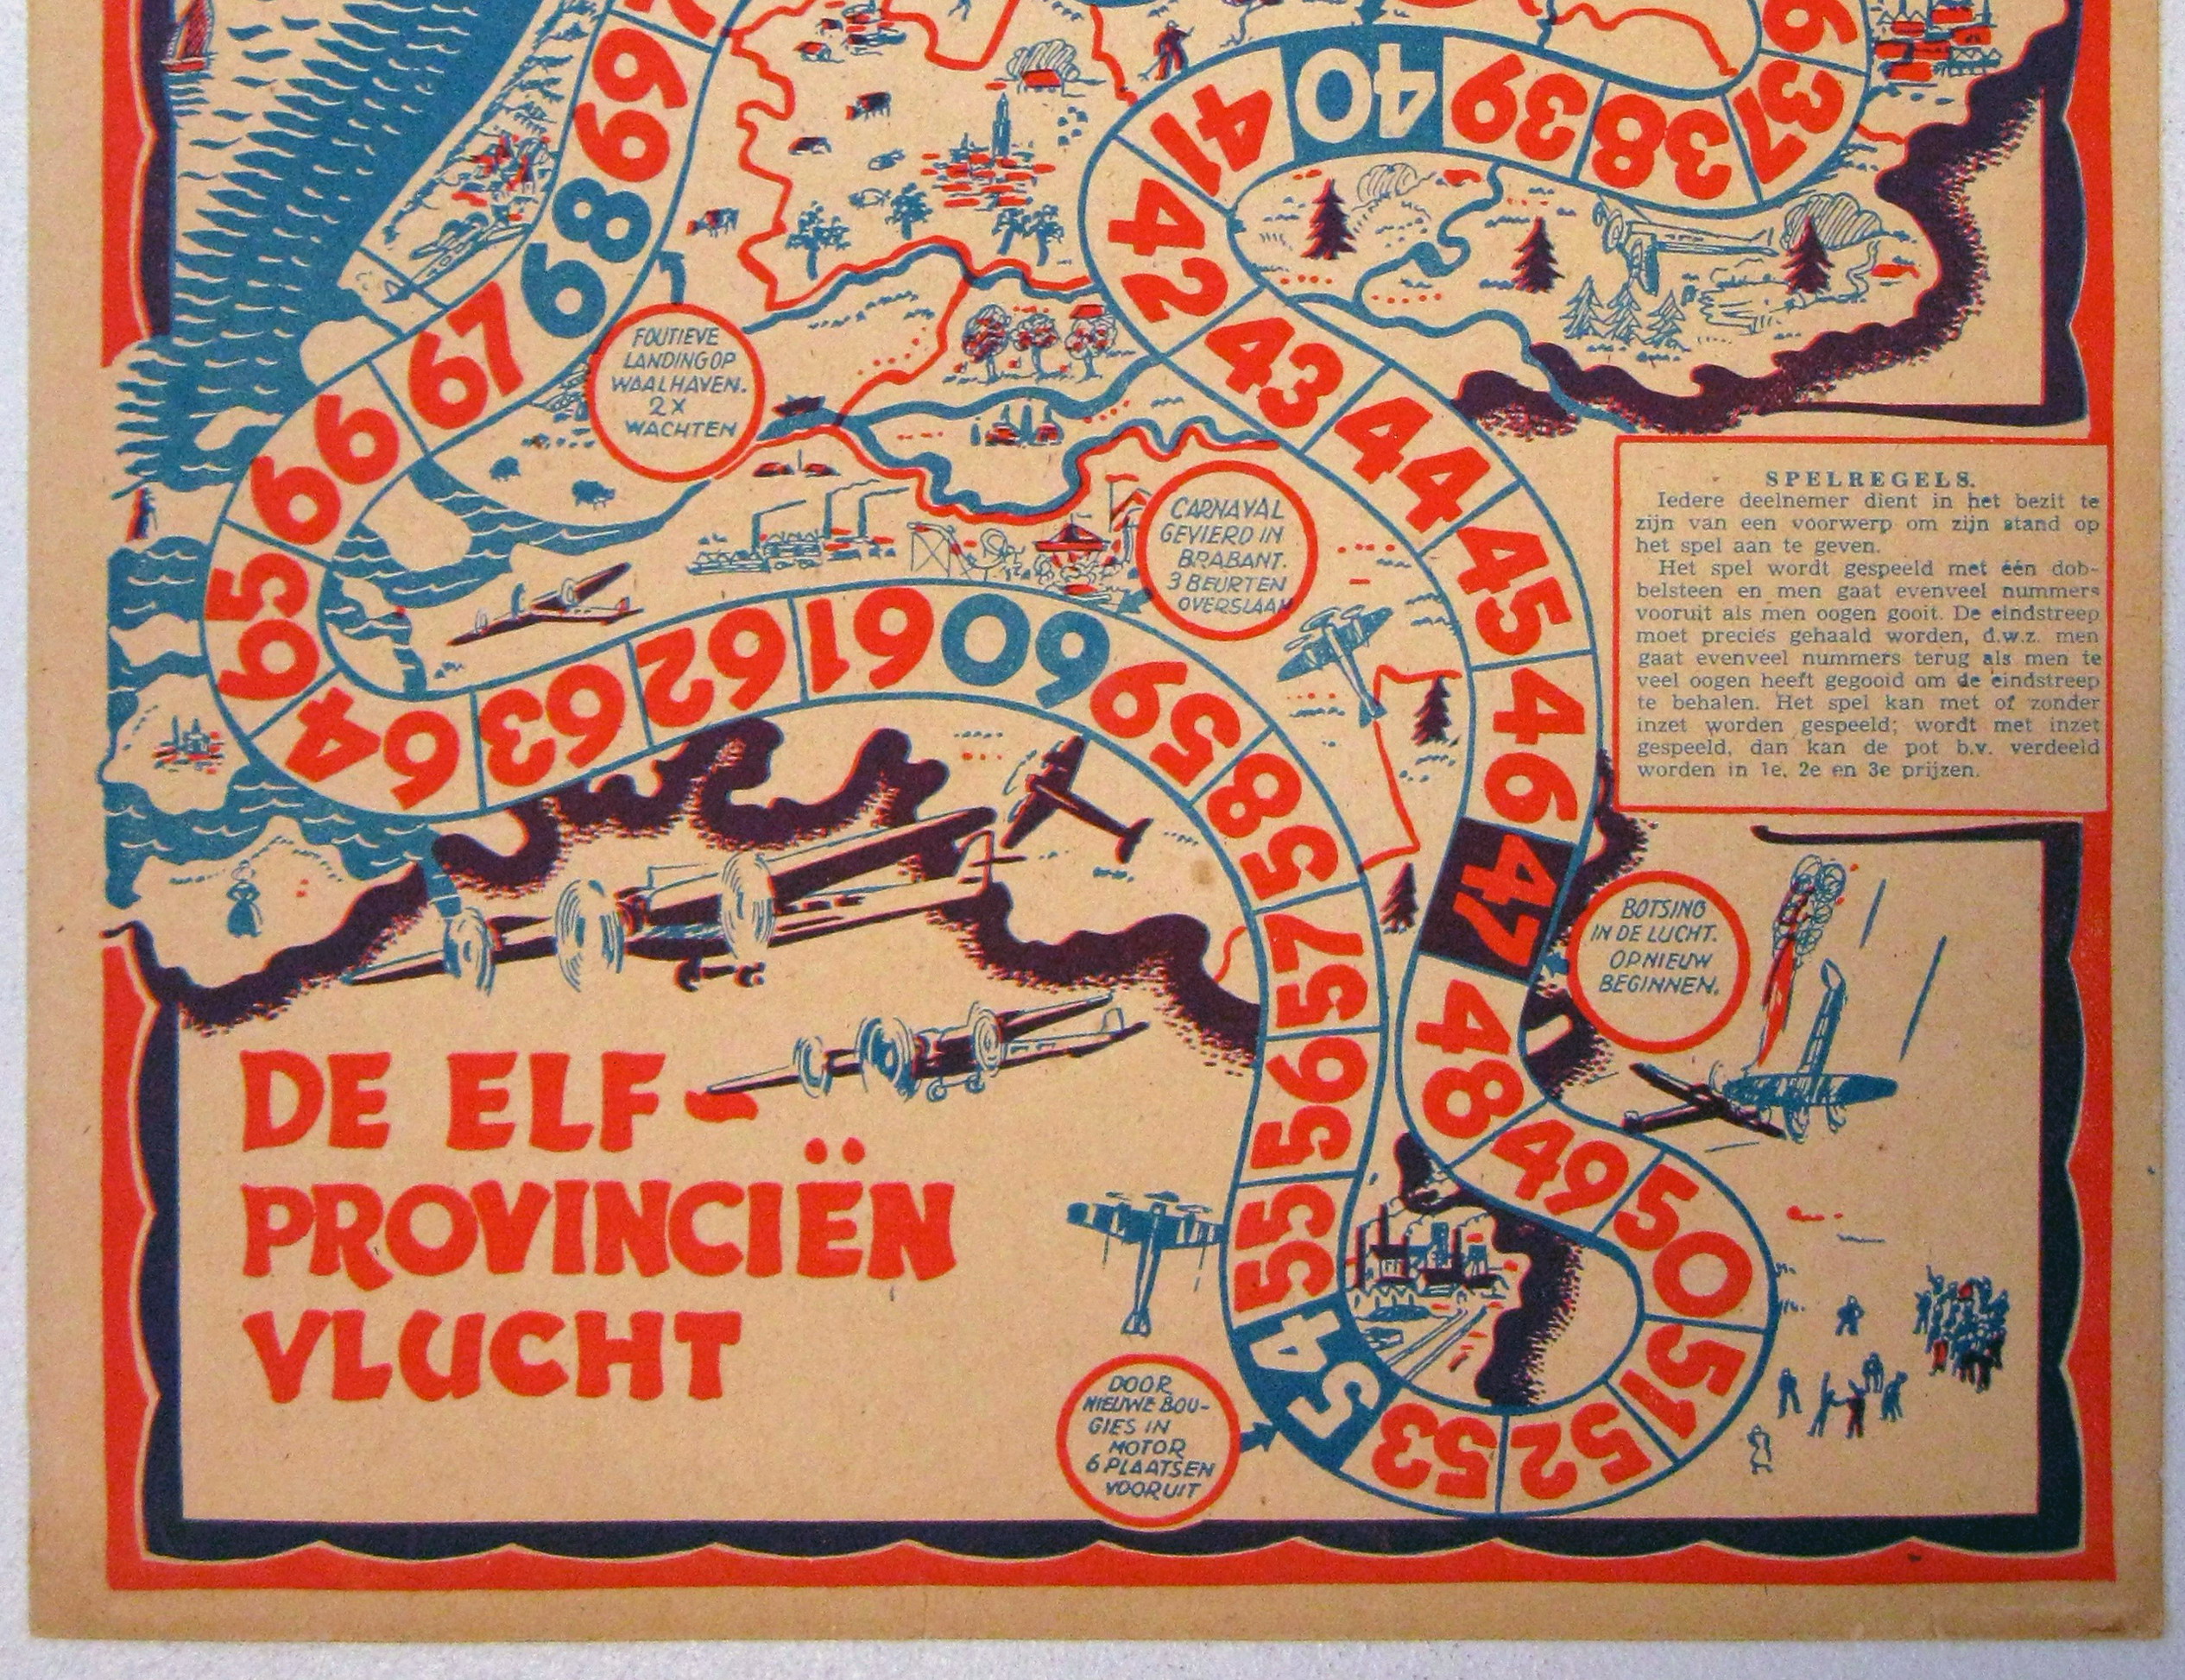 69
68
67
66
65
64
63
62
61
60
59
58
57
56
55
54
53
52
51
50
49
48
47
46
45
44
43
42
41
40
39
38
37
FOUTIEVE
LANDING OP
WAALHAVEN.
2X
WACHTEN
CARNAVAL
GEVIERD IN
BRABANT.
3 BEURTEN
OVERSLAAN
SPELREGELS.
Iedere deelnemer dient in het bezit te
zijn van een voorwerp om zijn stand op
het spel aan te geven.
Het spel wordt gespeeld met één dob-
belsteen en men gaat evenveel nummers
vooruit als men oogen gooit. De eindstreep
moet precies gehaald worden, d.w.z. men
gaat evenveel nummers terug als men te
veel oogen heeft gegooid om de eindstreep
te behalen. Het spel kan met of zonder
inzet worden gespeeld; wordt met inzet
gespeeld, dan kan de pot b.v. verdeeld
worden in 1e, 2e en 3e prijzen.
BOTSING
IN DE LUCHT.
OPNIEUW
BEGINNEN.
DE ELF-
PROVINCIËN
VLUCHT
DOOR
NIEUWE BOU-
GIES IN
MOTOR
6 PLAATSEN
VOORUIT